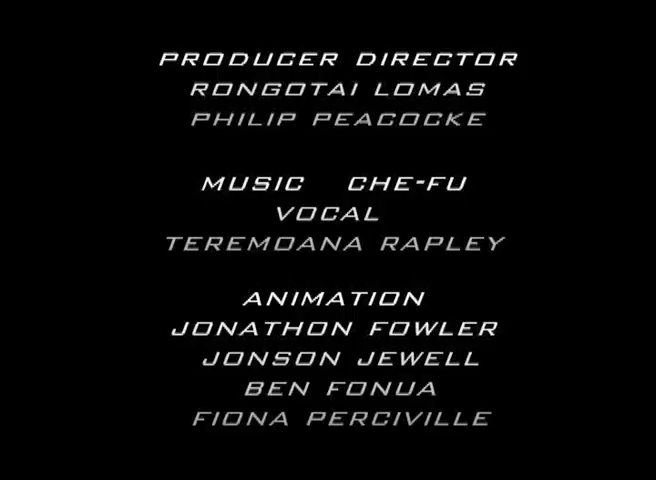 PRODUCER DIRECTOR
RONGOTAI LOMAS
PHILIP PEACOCKE
MUSIC CHE-FU
VOCAL
TEREMOANA RAPLEY
ANIMATION
JONATHON FOWLER
JONSON JEWELL
BEN FONUA
FIONA PERCIVILLE